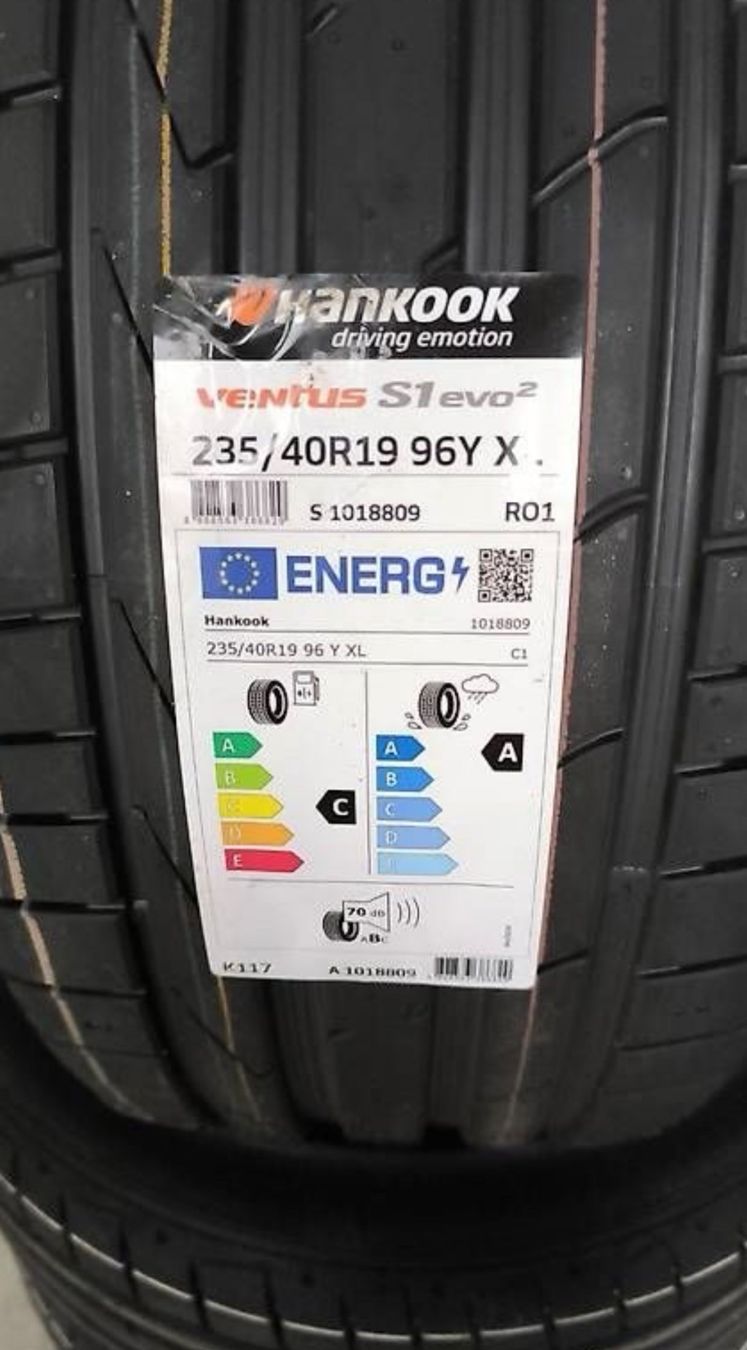 HANKOOK
driving emotion
VENTUS S1 evo²
235/40R19 96Y X
S 1018809 RO1
ENERG
Hankook 1018809
235/40R19 96 Y XL C1
A A A
B B
C C C
D D
E
70 dB
ABC
K117 A 1018809